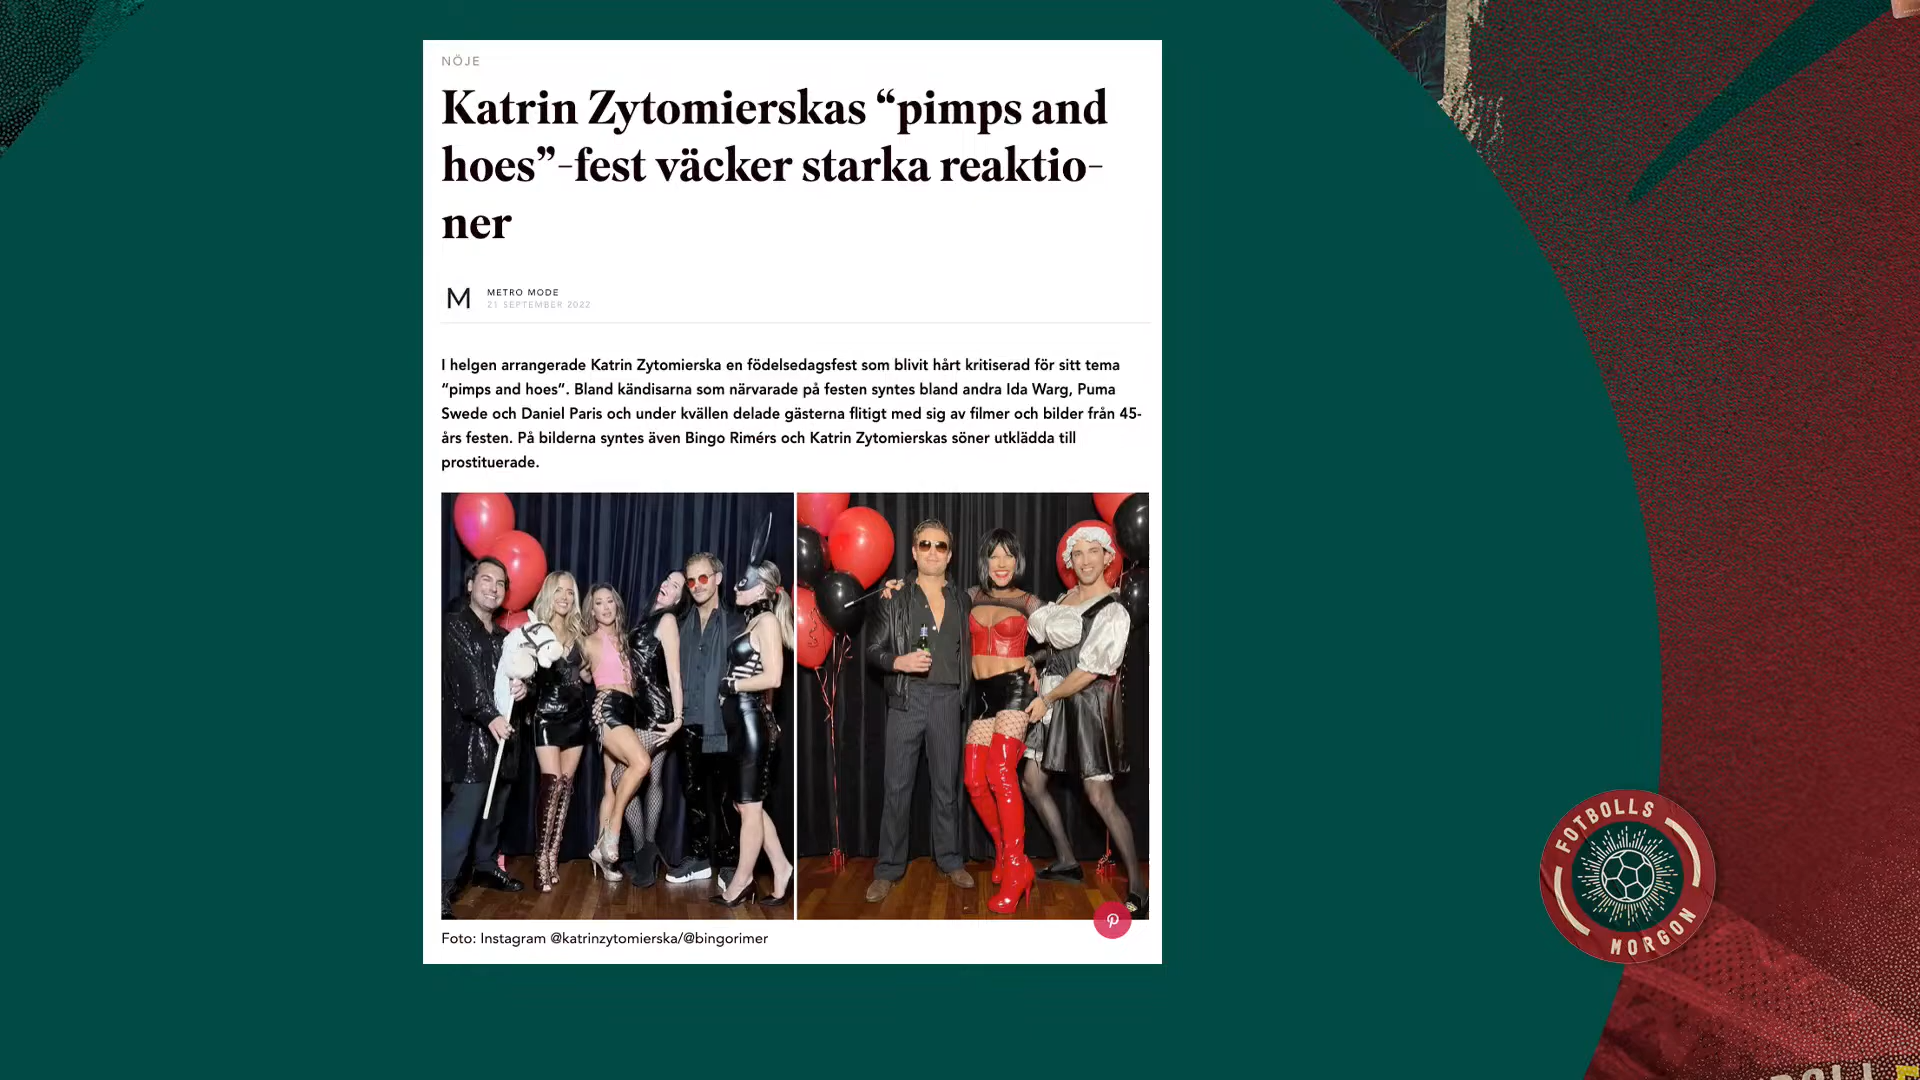 NÖJE
Katrin Zytomierskas “pimps and
hoes”-fest väcker starka reaktio-
ner
M
METRO MODE
21 SEPTEMBER 2022
I helgen arrangerade Katrin Zytomierska en födelsedagsfest som blivit hårt kritiserad för sitt tema
“pimps and hoes”. Bland kändisarna som närvarade på festen syntes bland andra Ida Warg, Puma
Swede och Daniel Paris och under kvällen delade gästerna flitigt med sig av filmer och bilder från 45-
års festen. På bilderna syntes även Bingo Rimérs och Katrin Zytomierskas söner utklädda till
prostituerade.
Foto: Instagram @katrinzytomierska/@bingorimer
FOTBOLLS
MORGON